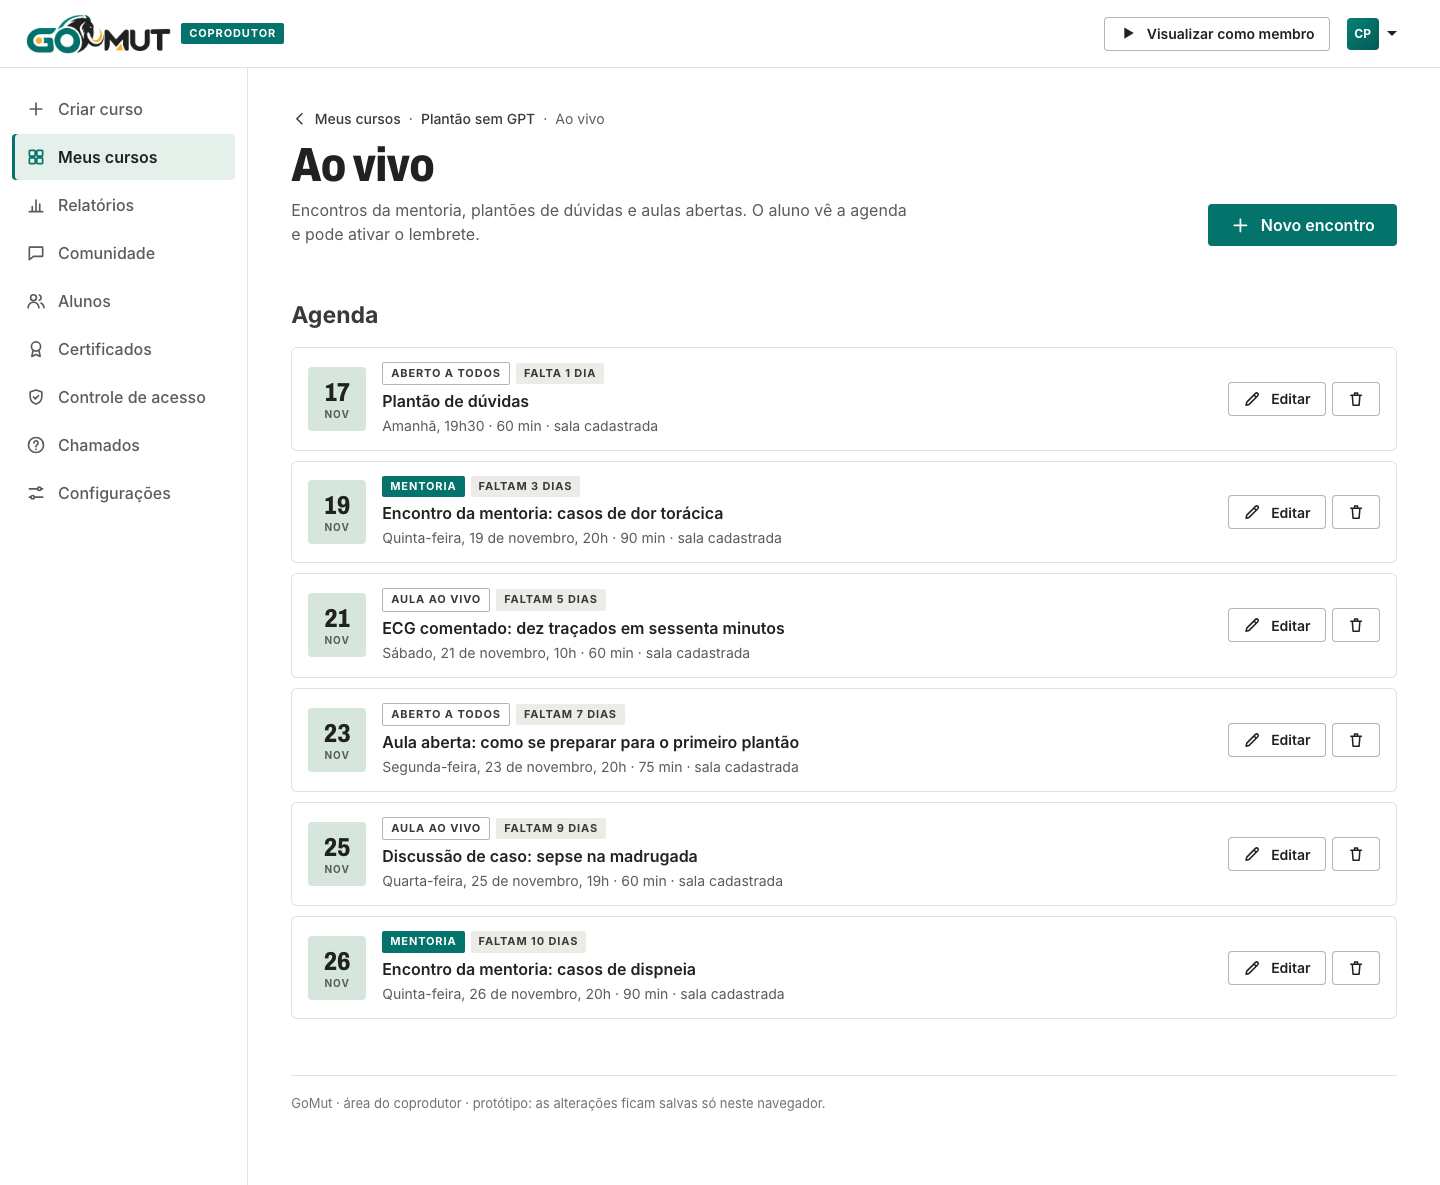 GOMUT
COPRODUTOR
Visualizar como membro
CP
Criar curso
Meus cursos
Relatórios
Comunidade
Alunos
Certificados
Controle de acesso
Chamados
Configurações
Meus cursos · Plantão sem GPT · Ao vivo
Ao vivo
Encontros da mentoria, plantões de dúvidas e aulas abertas. O aluno vê a agenda
e pode ativar o lembrete.
Novo encontro
Agenda
17
NOV
ABERTO A TODOS FALTA 1 DIA
Plantão de dúvidas
Amanhã, 19h30 · 60 min · sala cadastrada
Editar
19
NOV
MENTORIA FALTAM 3 DIAS
Encontro da mentoria: casos de dor torácica
Quinta-feira, 19 de novembro, 20h · 90 min · sala cadastrada
Editar
21
NOV
AULA AO VIVO FALTAM 5 DIAS
ECG comentado: dez traçados em sessenta minutos
Sábado, 21 de novembro, 10h · 60 min · sala cadastrada
Editar
23
NOV
ABERTO A TODOS FALTAM 7 DIAS
Aula aberta: como se preparar para o primeiro plantão
Segunda-feira, 23 de novembro, 20h · 75 min · sala cadastrada
Editar
25
NOV
AULA AO VIVO FALTAM 9 DIAS
Discussão de caso: sepse na madrugada
Quarta-feira, 25 de novembro, 19h · 60 min · sala cadastrada
Editar
26
NOV
MENTORIA FALTAM 10 DIAS
Encontro da mentoria: casos de dispneia
Quinta-feira, 26 de novembro, 20h · 90 min · sala cadastrada
Editar
GoMut · área do coprodutor · protótipo: as alterações ficam salvas só neste navegador.